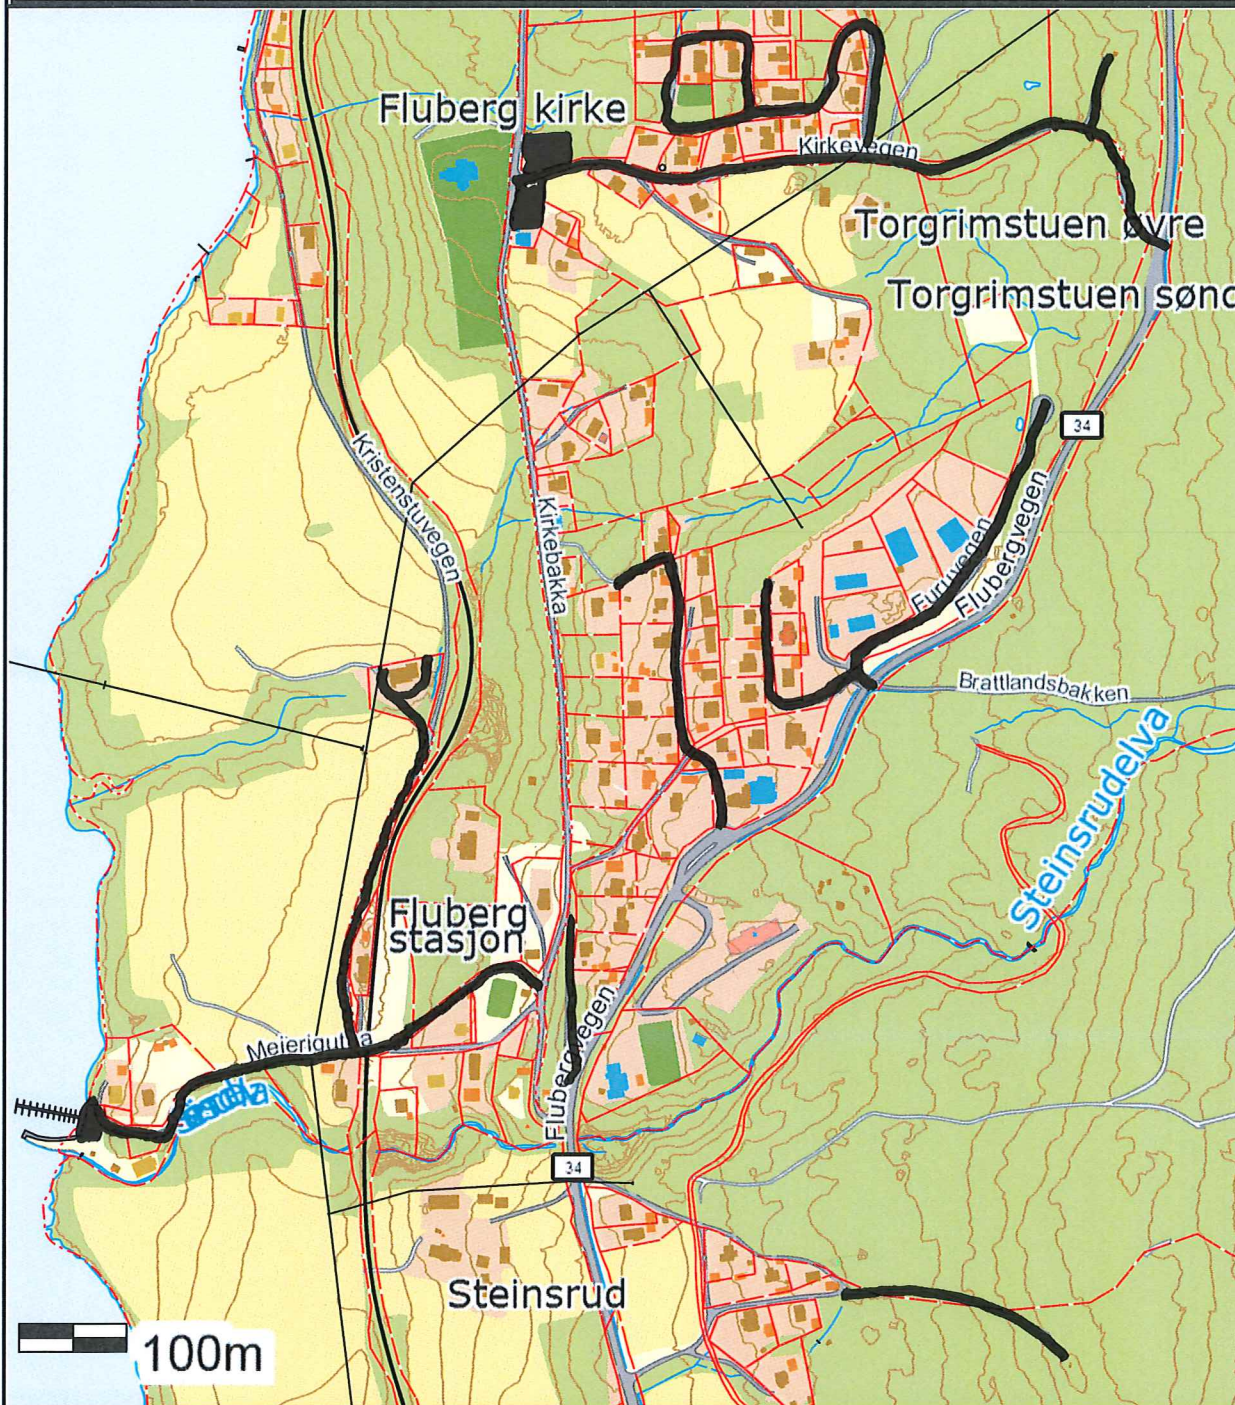 Fluberg kirke
Kirkevegen
Torgrimstuen øvre
Torgrimstuen sønd
34
Kristenstuvegen
Kirkebakka
Furuvegen
Flubergvegen
Brattlandsbakken
Steinsrudelva
Fluberg
stasjon
Flubergvegen
34
Steinsrud
100m